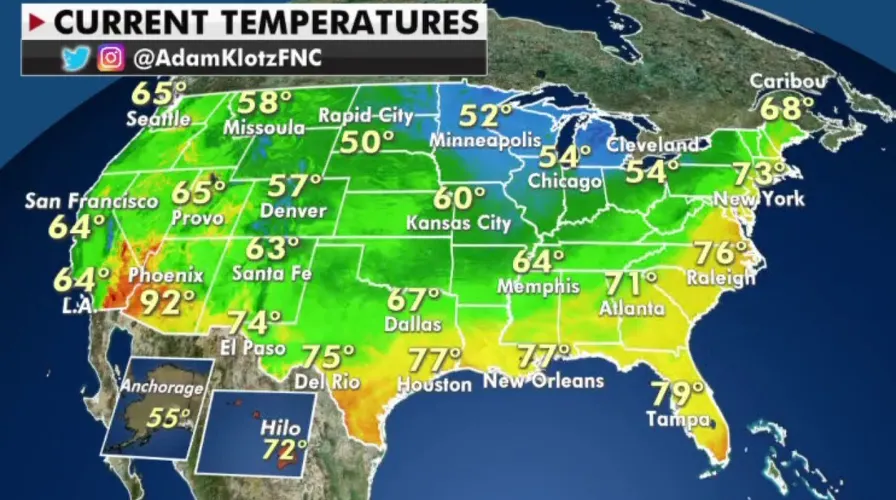 CURRENT TEMPERATURES
@AdamKlotzFNC
65°
Seattle
58°
Missoula
Rapid City
50°
52°
Minneapolis
Caribou
68°
54°
Chicago
Cleveland
54°
73°
New York
San Francisco
64°
65°
Provo
57°
Denver
60°
Kansas City
64°
L.A.
Phoenix
92°
63°
Santa Fe
64°
Memphis
71°
Atlanta
76°
Raleigh
74°
El Paso
67°
Dallas
75°
Del Rio
77°
Houston
77°
New Orleans
79°
Tampa
Anchorage
55°
Hilo
72°